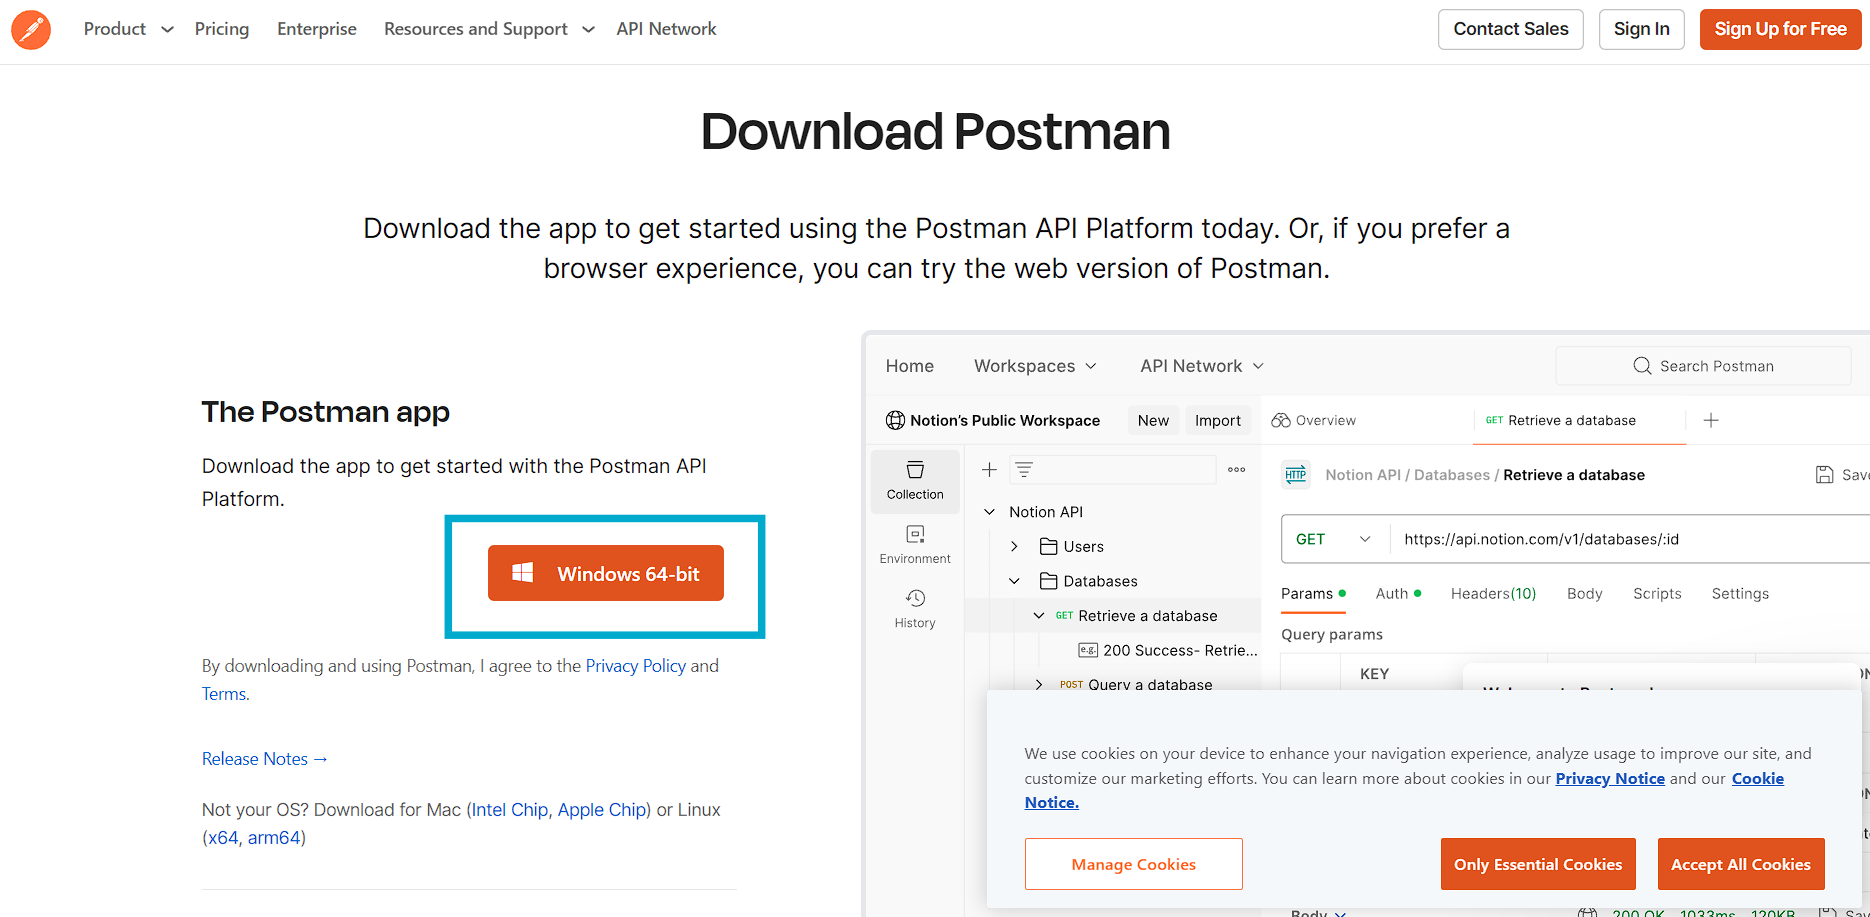 Product
Pricing
Enterprise
Resources and Support
API Network
Contact Sales
Sign In
Sign Up for Free
Download Postman
Download the app to get started using the Postman API Platform today. Or, if you prefer a
browser experience, you can try the web version of Postman.
The Postman app
Download the app to get started with the Postman API
Platform.
Windows 64-bit
By downloading and using Postman, I agree to the Privacy Policy and
Terms.
Release Notes →
Not your OS? Download for Mac (Intel Chip, Apple Chip) or Linux
(x64, arm64)
Home
Workspaces
API Network
Search Postman
Notion's Public Workspace
New
Import
Overview
GET Retrieve a database
Collection
Environment
History
Notion API
Users
Databases
GET Retrieve a database
e.g. 200 Success- Retrie...
POST Query a database
HTTP Notion API / Databases / Retrieve a database
GET
https://api.notion.com/v1/databases/:id
Params
Auth
Headers(10)
Body
Scripts
Settings
Query params
KEY
We use cookies on your device to enhance your navigation experience, analyze usage to improve our site, and
customize our marketing efforts. You can learn more about cookies in our Privacy Notice and our Cookie
Notice.
Manage Cookies
Only Essential Cookies
Accept All Cookies
Body
200 OK 1033ms 120KB